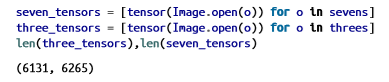 seven_tensors = [tensor(Image.open(o)) for o in sevens]
three_tensors = [tensor(Image.open(o)) for o in threes]
len(three_tensors),len(seven_tensors)
(6131, 6265)